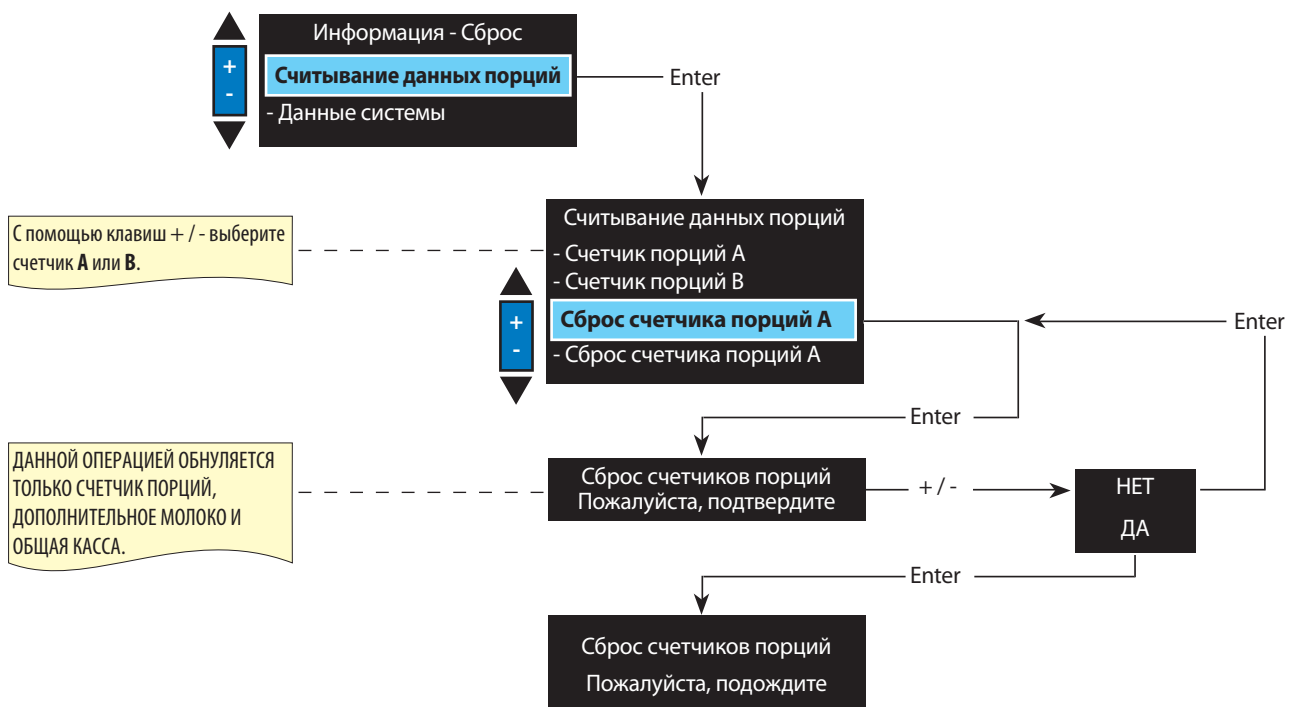 Информация - Сброс
+
-
Считывание данных порций
Enter
- Данные системы
С помощью клавиш + / - выберите
счетчик А или В.
Считывание данных порций
- Счетчик порций А
- Счетчик порций В
+
-
Сброс счетчика порций А
Enter
- Сброс счетчика порций А
Enter
ДАННОЙ ОПЕРАЦИЕЙ ОБНУЛЯЕТСЯ
ТОЛЬКО СЧЕТЧИК ПОРЦИЙ,
ДОПОЛНИТЕЛЬНОЕ МОЛОКО И
ОБЩАЯ КАССА.
Сброс счетчиков порций
Пожалуйста, подтвердите
+ / -
НЕТ
ДА
Enter
Сброс счетчиков порций
Пожалуйста, подождите